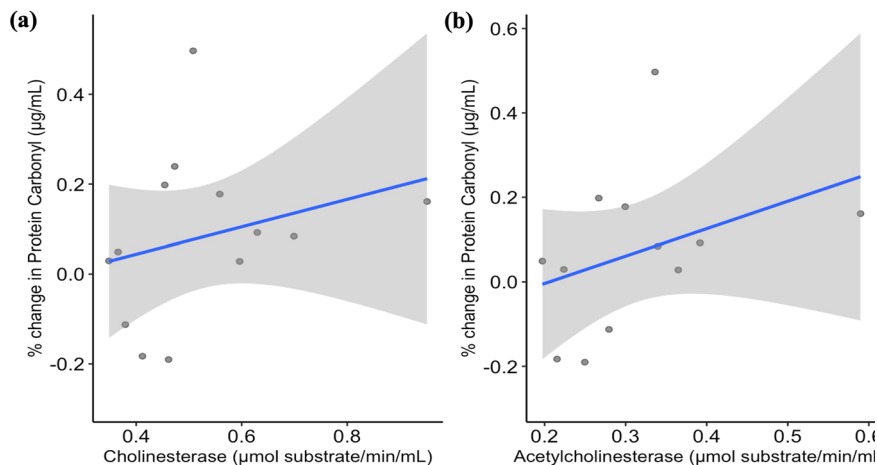 (a)
% change in Protein Carbonyl (µg/mL)
0.4
0.2
0.0
-0.2
0.4
0.6
0.8
Cholinesterase (µmol substrate/min/mL)
(b)
% change in Protein Carbonyl (µg/mL)
0.6
0.4
0.2
0.0
-0.2
0.2
0.3
0.4
0.5
0.6
Acetylcholinesterase (µmol substrate/min/mL